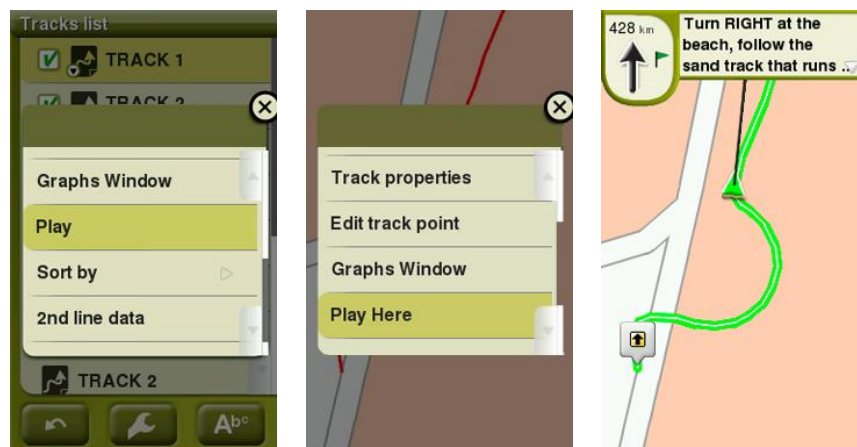 Tracks list
TRACK 1
TRACK 2
Graphs Window
Play
Sort by
2nd line data
TRACK 2
Abc
Track properties
Edit track point
Graphs Window
Play Here
428 km
Turn RIGHT at the
beach, follow the
sand track that runs ..